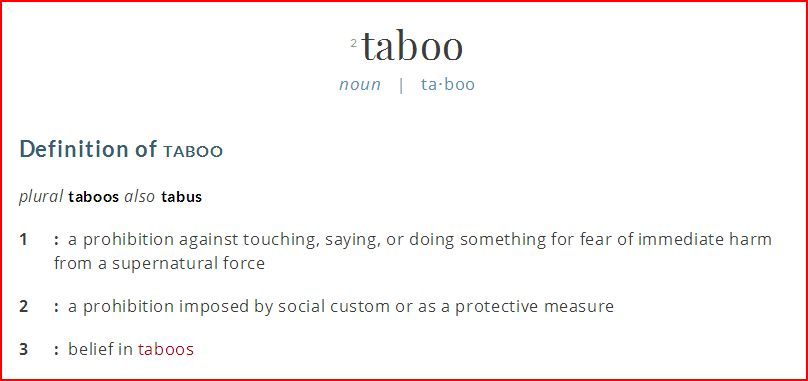 2 taboo
noun | ta·boo
Definition of TABOO
plural taboos also tabus
1 : a prohibition against touching, saying, or doing something for fear of immediate harm
from a supernatural force
2 : a prohibition imposed by social custom or as a protective measure
3 : belief in taboos